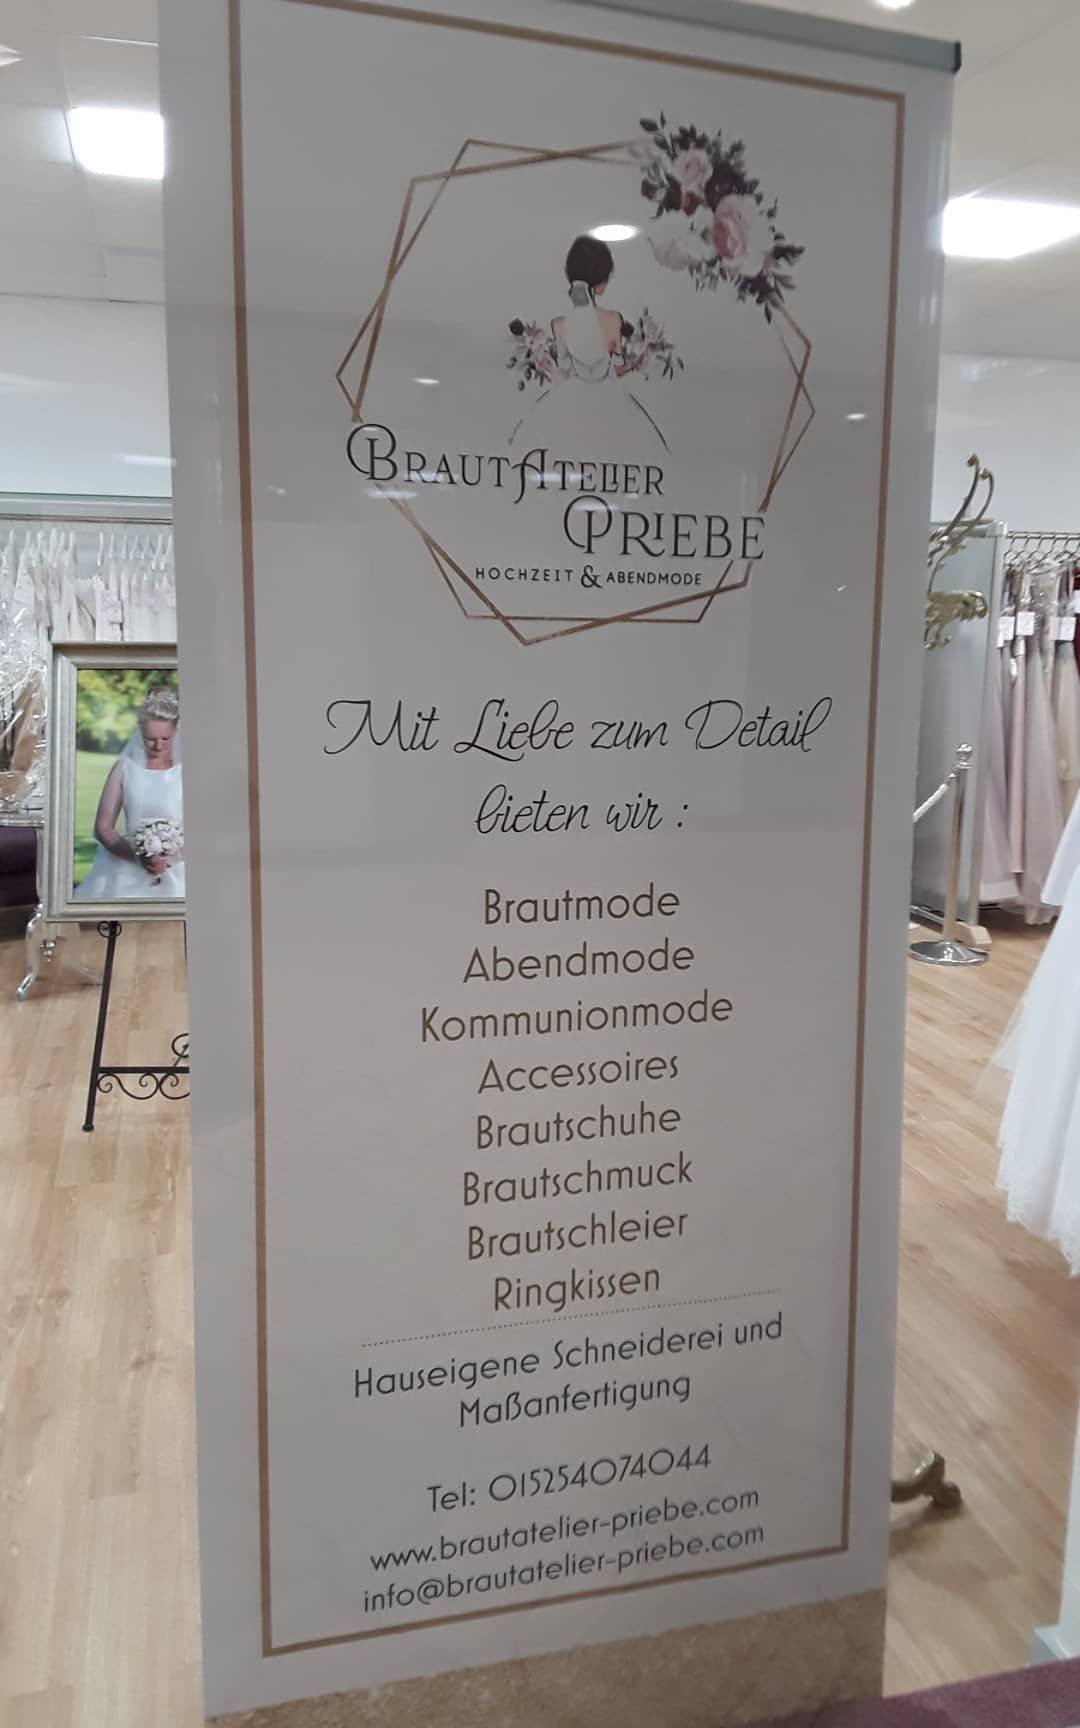 BRAUTATELIER
PRIEBE
HOCHZEIT & ABENDMODE
Mit Liebe zum Detail
bieten wir :
Brautmode
Abendmode
Kommunionmode
Accessoires
Brautschuhe
Brautschmuck
Brautschleier
Ringkissen
Hauseigene Schneiderei und
Maßanfertigung
Tel: 015254074044
www.brautatelier-priebe.com
info@brautatelier-priebe.com